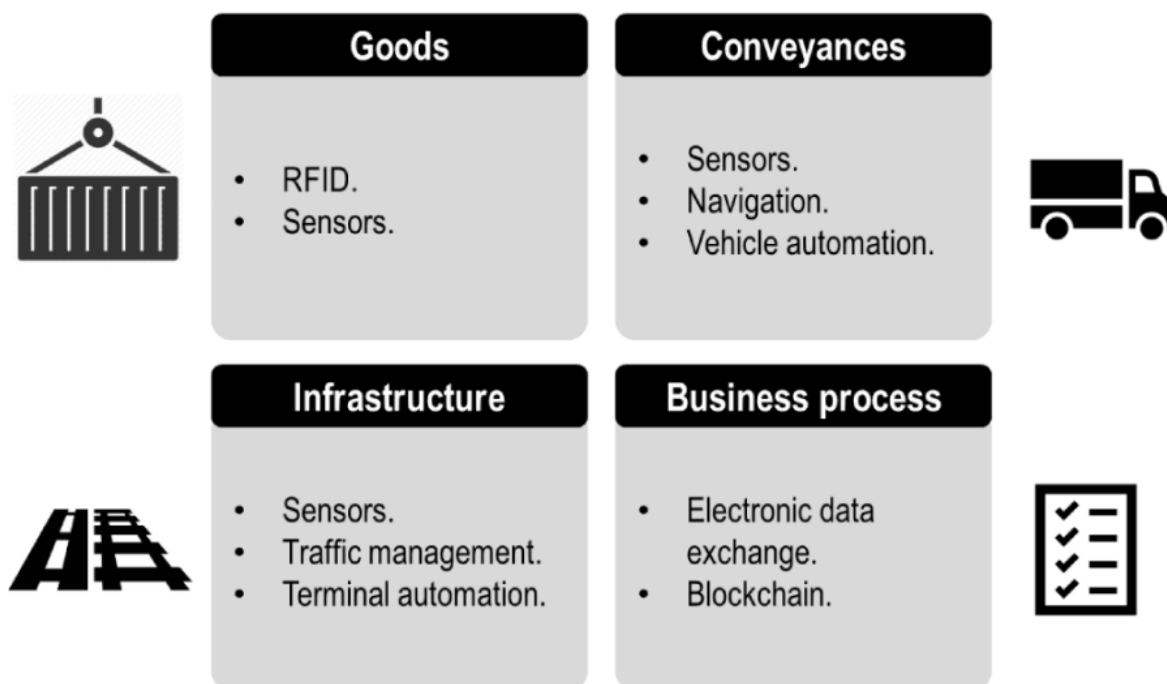 Goods
• RFID.
• Sensors.
Conveyances
• Sensors.
• Navigation.
• Vehicle automation.
Infrastructure
• Sensors.
• Traffic management.
• Terminal automation.
Business process
• Electronic data
exchange.
• Blockchain.